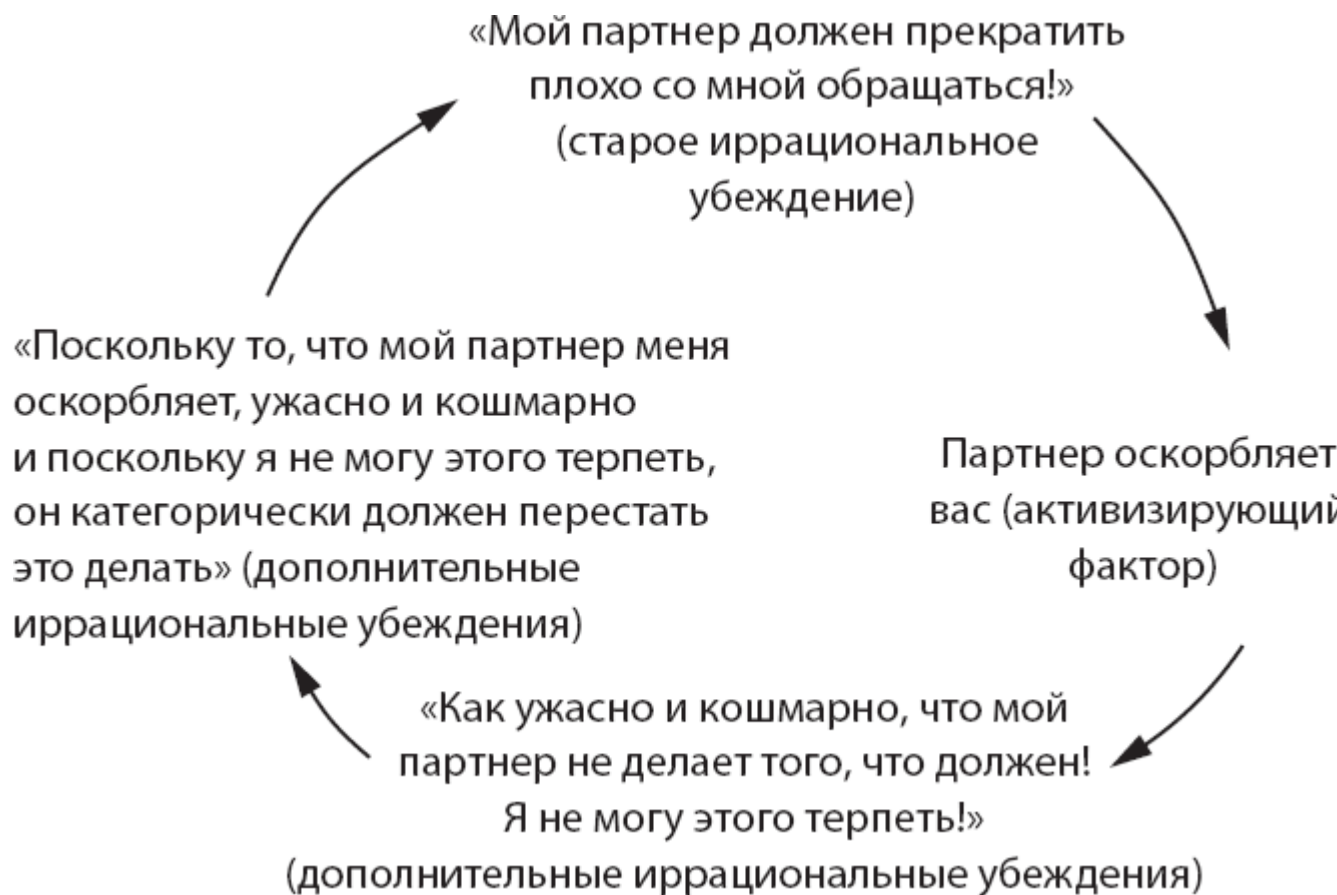 «Мой партнер должен прекратить
плохо со мной обращаться!»
(старое иррациональное
убеждение)
Партнер оскорбляет
вас (активизирующий
фактор)
«Как ужасно и кошмарно, что мой
партнер не делает того, что должен!
Я не могу этого терпеть!»
(дополнительные иррациональные убеждения)
«Поскольку то, что мой партнер меня
оскорбляет, ужасно и кошмарно
и поскольку я не могу этого терпеть,
он категорически должен перестать
это делать» (дополнительные
иррациональные убеждения)